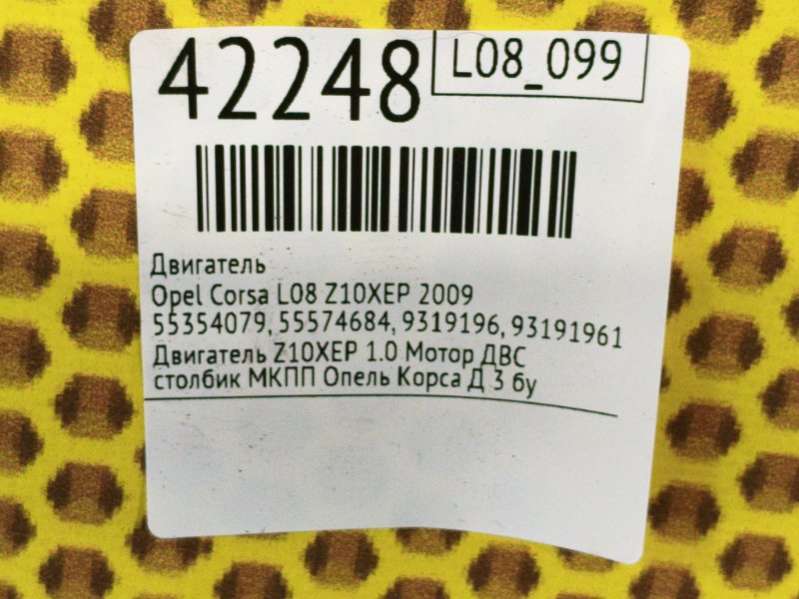 42248
L08_099
Двигатель
Opel Corsa L08 Z10XEP 2009
55354079, 55574684, 9319196, 93191961
Двигатель Z10XEP 1.0 Мотор ДВС
столбик МКПП Опель Корса Д 3 бу